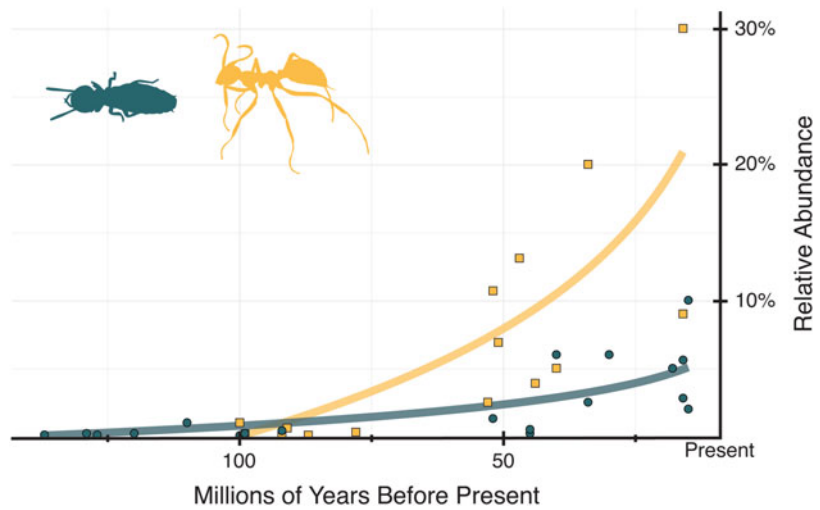 30%
20%
10%
Relative Abundance
100
50
Present
Millions of Years Before Present